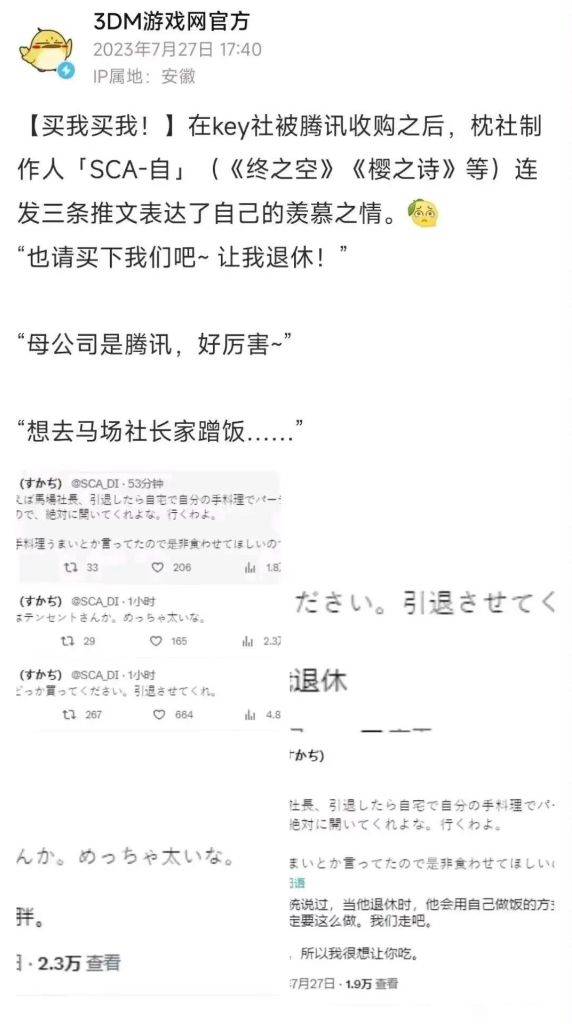 3DM游戏网官方
2023年7月27日 17:40
IP属地：安徽
【买我买我！】在key社被腾讯收购之后，枕社制
作人「SCA-自」（《终之空》《樱之诗》等）连
发三条推文表达了自己的羡慕之情。
“也请买下我们吧~ 让我退休！”
“母公司是腾讯，好厉害~”
“想去马场社长家蹭饭……”
(すかぢ) @SCA_DI · 53分钟
えば馬場社長、引退したら自宅で自分の手料理でパーテ
ので、絶対に開いてくれよな。行くわよ。
手料理うまいとか言ってたので是非食わせてほしいので
33 206 1.8
(すかぢ) @SCA_DI · 1小时
まテンセントさんか。めっちゃ太いな。
29 165 2.3万
(すかぢ) @SCA_DI · 1小时
どっか買ってください。引退させてくれ。
267 664 4.8
ださい。引退させてく
退休
んか。めっちゃ太いな。
胖。
日 · 2.3万 查看
すかぢ)
社長、引退したら自宅で自分の手料理でパー
絶対に開いてくれよな。行くわよ。
まいとか言ってたので是非食わせてほしい
语
统说过，当他退休时，他会用自己做饭的方式
定要这么做。我们走吧。
，所以我很想让你吃。
7月27日 · 1.9万 查看